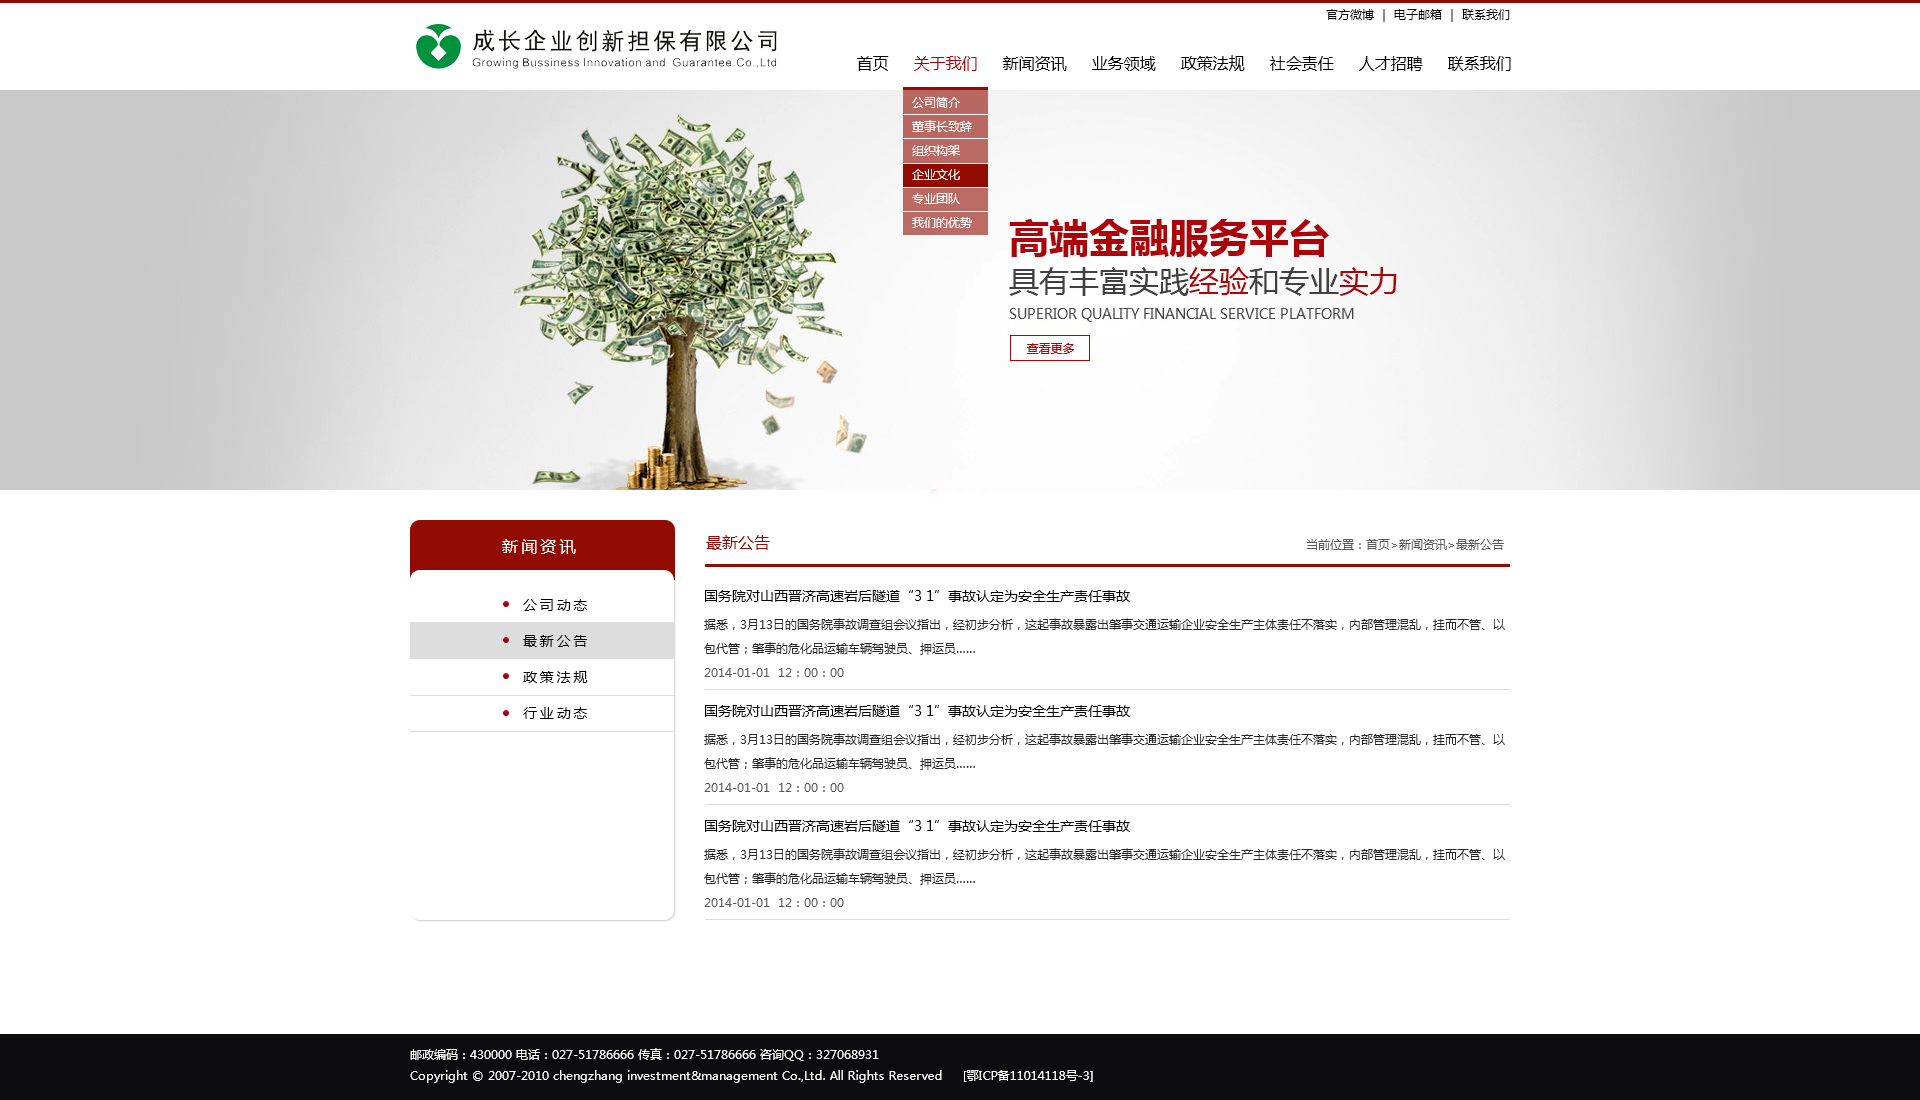 官方微博 | 电子邮箱 | 联系我们
成长企业创新担保有限公司
Growing Bussiness Innovation and Guarantee.Co.,Ltd
首页 关于我们 新闻资讯 业务领域 政策法规 社会责任 人才招聘 联系我们
公司简介
董事长致辞
组织构架
企业文化
专业团队
我们的优势
高端金融服务平台
具有丰富实践经验和专业实力
SUPERIOR QUALITY FINANCIAL SERVICE PLATFORM
查看更多
新闻资讯
公司动态
最新公告
政策法规
行业动态
最新公告
当前位置：首页>新闻资讯>最新公告
国务院对山西晋济高速岩后隧道“3 1”事故认定为安全生产责任事故
据悉，3月13日的国务院事故调查组会议指出，经初步分析，这起事故暴露出肇事交通运输企业安全生产主体责任不落实，内部管理混乱，挂而不管、以
包代管；肇事的危化品运输车辆驾驶员、押运员......
2014-01-01 12：00：00
国务院对山西晋济高速岩后隧道“3 1”事故认定为安全生产责任事故
据悉，3月13日的国务院事故调查组会议指出，经初步分析，这起事故暴露出肇事交通运输企业安全生产主体责任不落实，内部管理混乱，挂而不管、以
包代管；肇事的危化品运输车辆驾驶员、押运员......
2014-01-01 12：00：00
国务院对山西晋济高速岩后隧道“3 1”事故认定为安全生产责任事故
据悉，3月13日的国务院事故调查组会议指出，经初步分析，这起事故暴露出肇事交通运输企业安全生产主体责任不落实，内部管理混乱，挂而不管、以
包代管；肇事的危化品运输车辆驾驶员、押运员......
2014-01-01 12：00：00
邮政编码：430000 电话：027-51786666 传真：027-51786666 咨询QQ：327068931
Copyright © 2007-2010 chengzhang investment&management Co.,Ltd. All Rights Reserved [鄂ICP备11014118号-3]